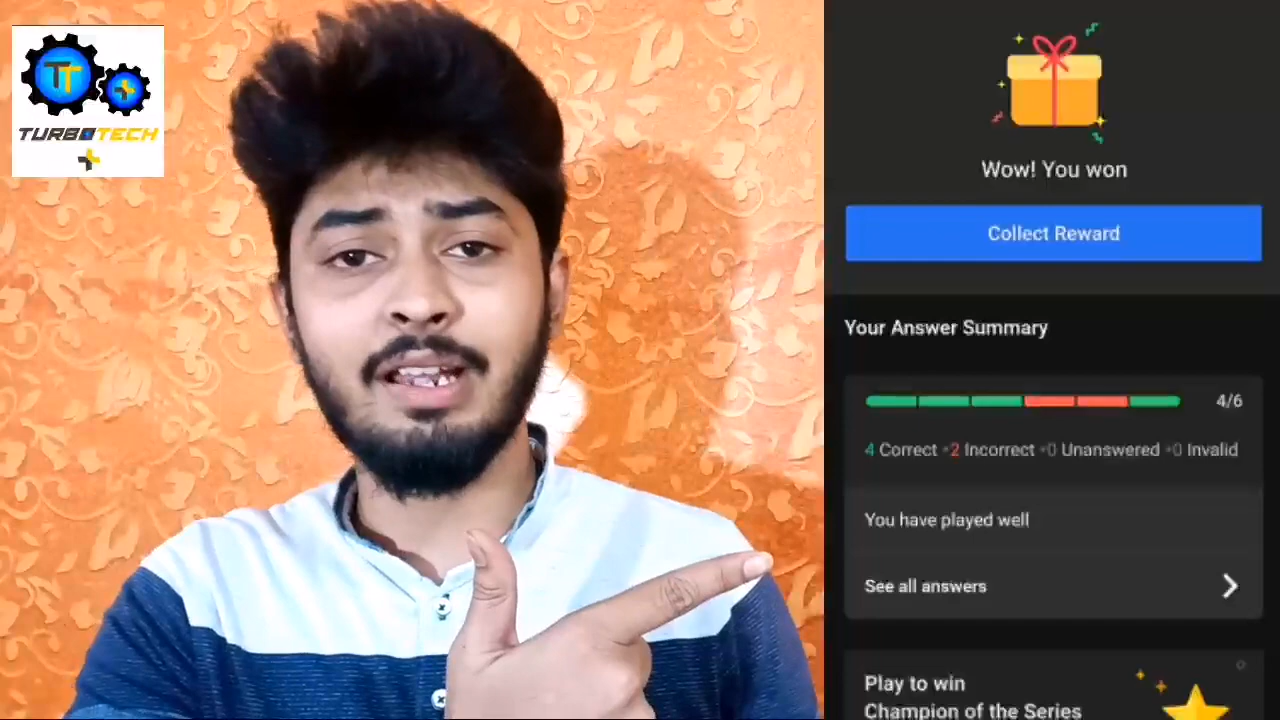 TT
TURBOTECH
Wow! You won
Collect Reward
Your Answer Summary
4/6
4 Correct •2 Incorrect •0 Unanswered •0 Invalid
You have played well
See all answers
Play to win
Champion of the Series